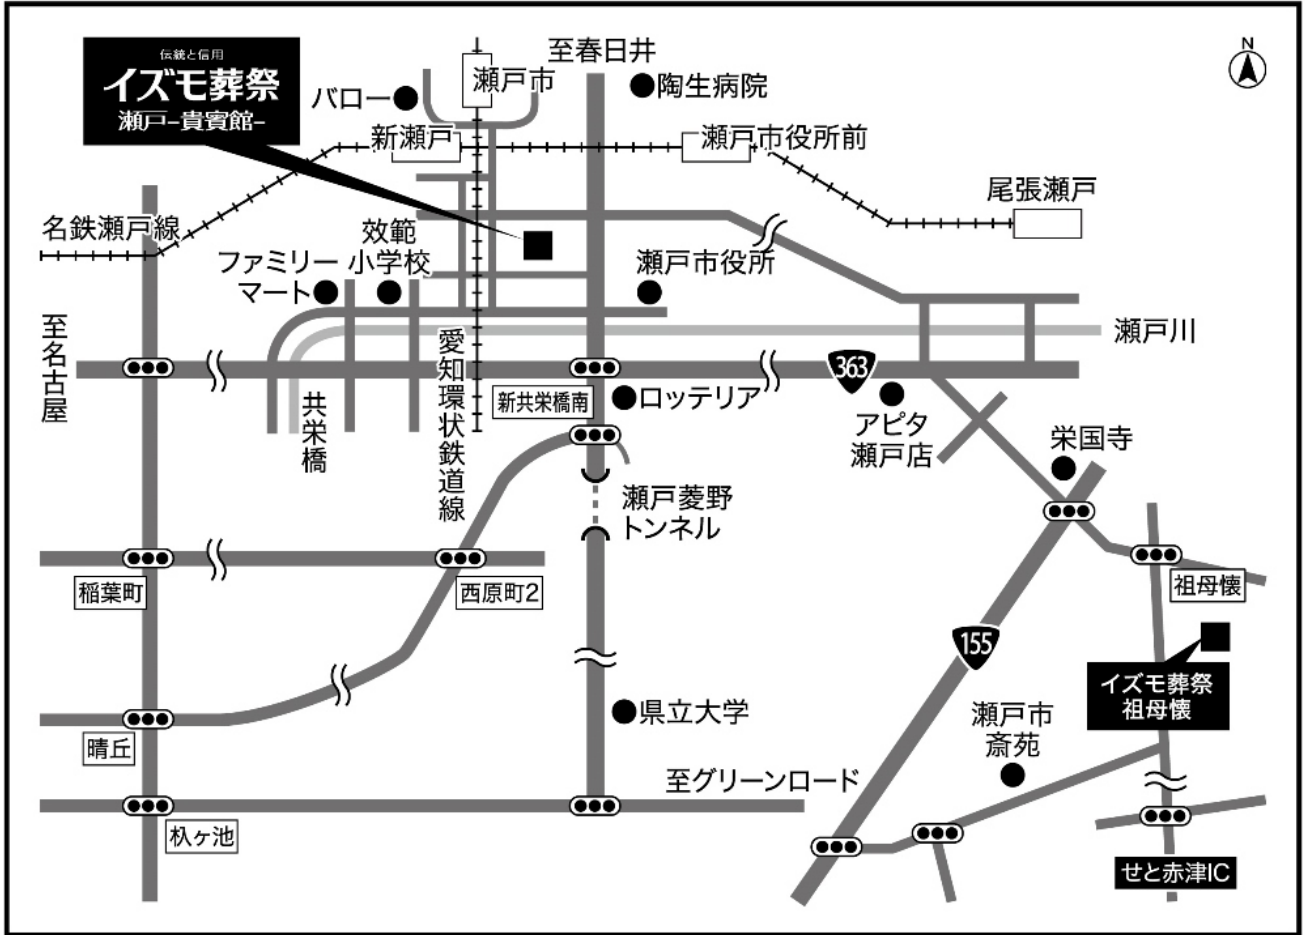 至春日井
N
伝統と信用
イズモ葬祭
瀬戸-貴賓館-
瀬戸市
陶生病院
バロー
新瀬戸
瀬戸市役所前
尾張瀬戸
名鉄瀬戸線
効範
小学校
ファミリー
マート
瀬戸市役所
至名古屋
愛知環状鉄道線
瀬戸川
363
共栄橋
新共栄橋南
ロッテリア
アピタ
瀬戸店
栄国寺
瀬戸菱野
トンネル
稲葉町
西原町2
祖母懐
155
イズモ葬祭
祖母懐
県立大学
瀬戸市
斎苑
晴丘
至グリーンロード
杁ヶ池
せと赤津IC